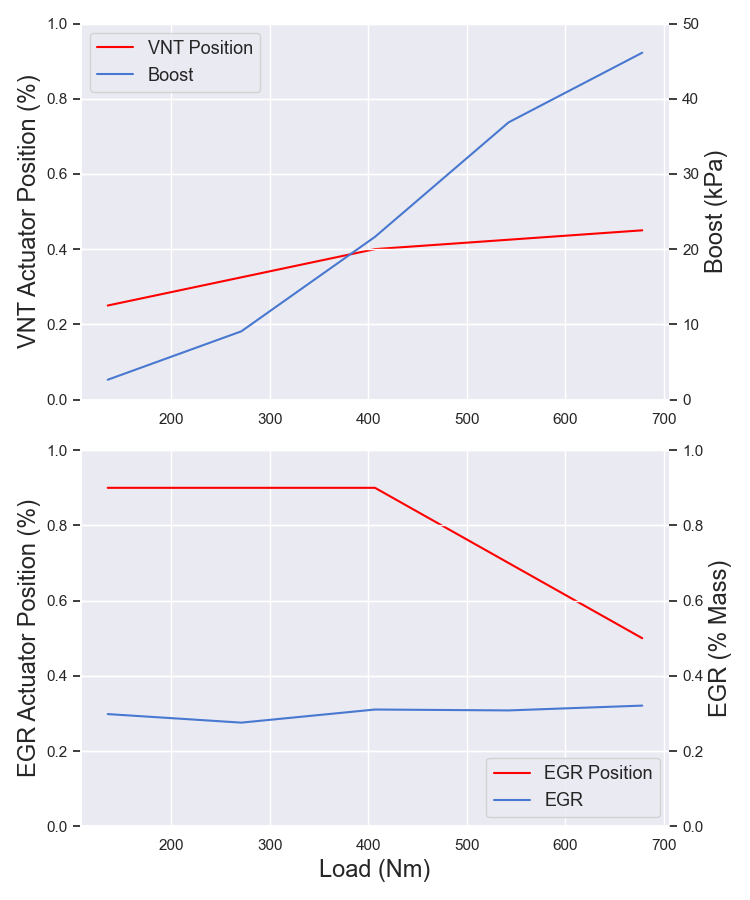 VNT Actuator Position (%)
1.0
0.8
0.6
0.4
0.2
0.0
VNT Position
Boost
50
40
30
20
10
0
Boost (kPa)
200 300 400 500 600 700
EGR Actuator Position (%)
1.0
0.8
0.6
0.4
0.2
0.0
EGR Position
EGR
1.0
0.8
0.6
0.4
0.2
0.0
EGR (% Mass)
200 300 400 500 600 700
Load (Nm)